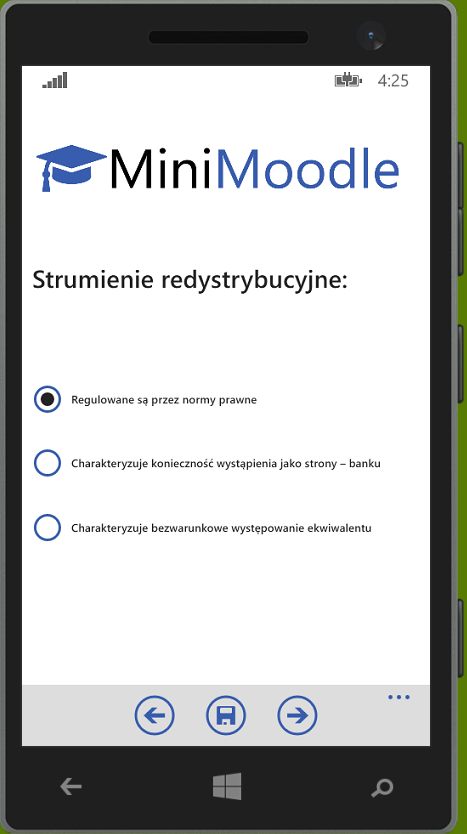 4:25
MiniMoodle
Strumienie redystrybucyjne:
Regulowane są przez normy prawne
Charakteryzuje konieczność wystąpienia jako strony – banku
Charakteryzuje bezwarunkowe występowanie ekwiwalentu